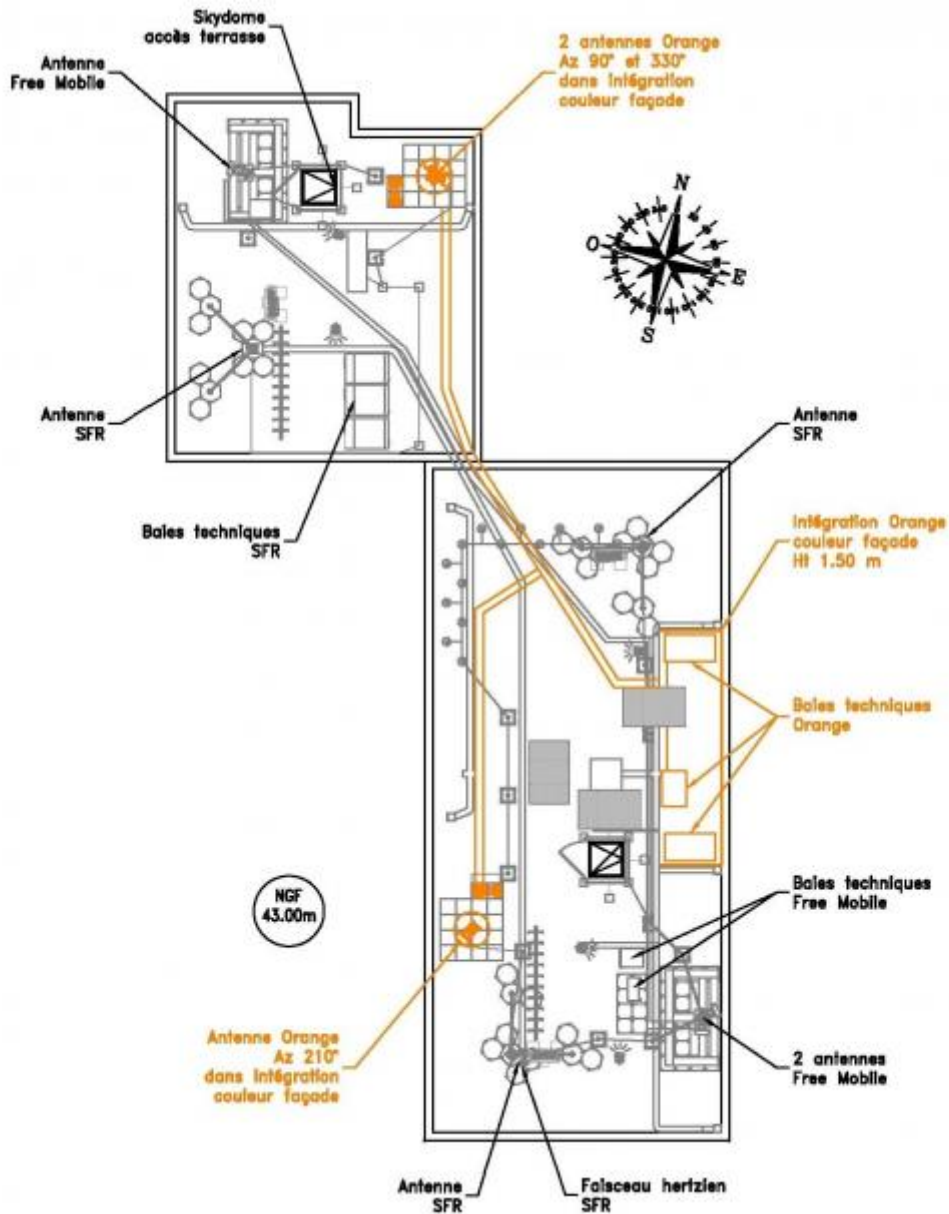 Skydome
accès terrasse
Antenne
Free Mobile
2 antennes Orange
Az 90° et 330°
dans intégration
couleur façade
N
O
E
S
Antenne
SFR
Baies techniques
SFR
Antenne
SFR
Intégration Orange
couleur façade
Ht 1.50 m
Baies techniques
Orange
NGF
43.00m
Baies techniques
Free Mobile
Antenne Orange
Az 210°
dans intégration
couleur façade
2 antennes
Free Mobile
Antenne
SFR
Faisceau hertzien
SFR